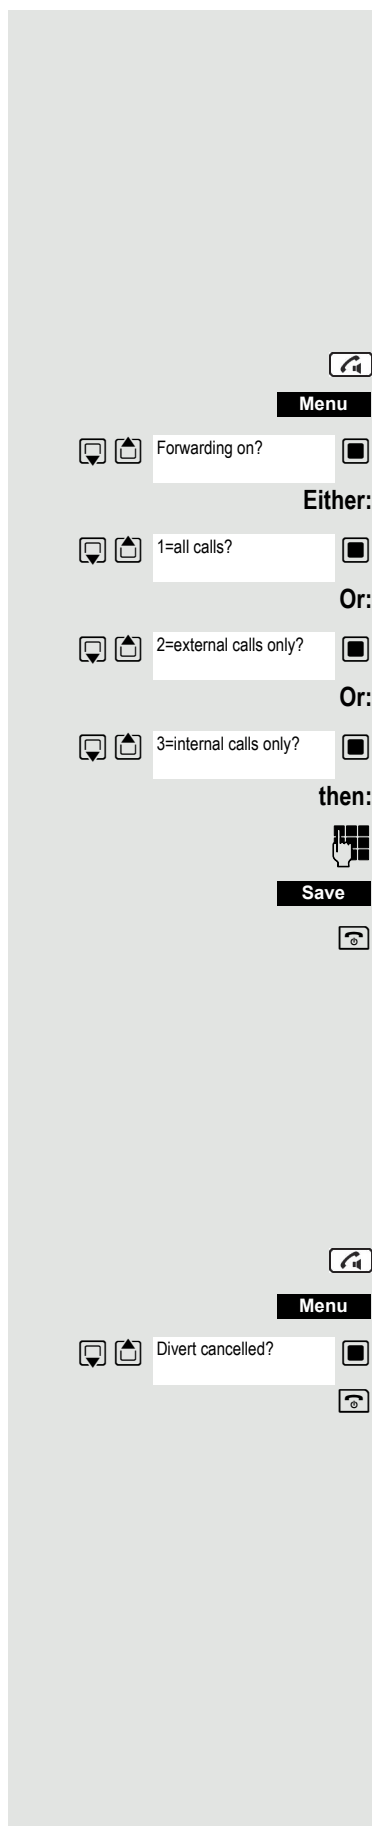 Menu
Forwarding on?
Either:
1=all calls?
Or:
2=external calls only?
Or:
3=internal calls only?
then:
Save
Menu
Divert cancelled?